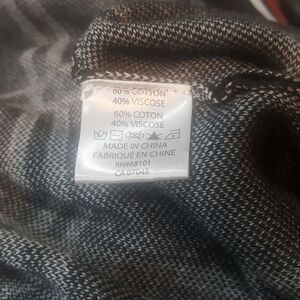 60% COTTON
40% VISCOSE
60% COTON
40% VISCOSE
MADE IN CHINA
FABRIQUÉ EN CHINE
RN#68101
CA 07043